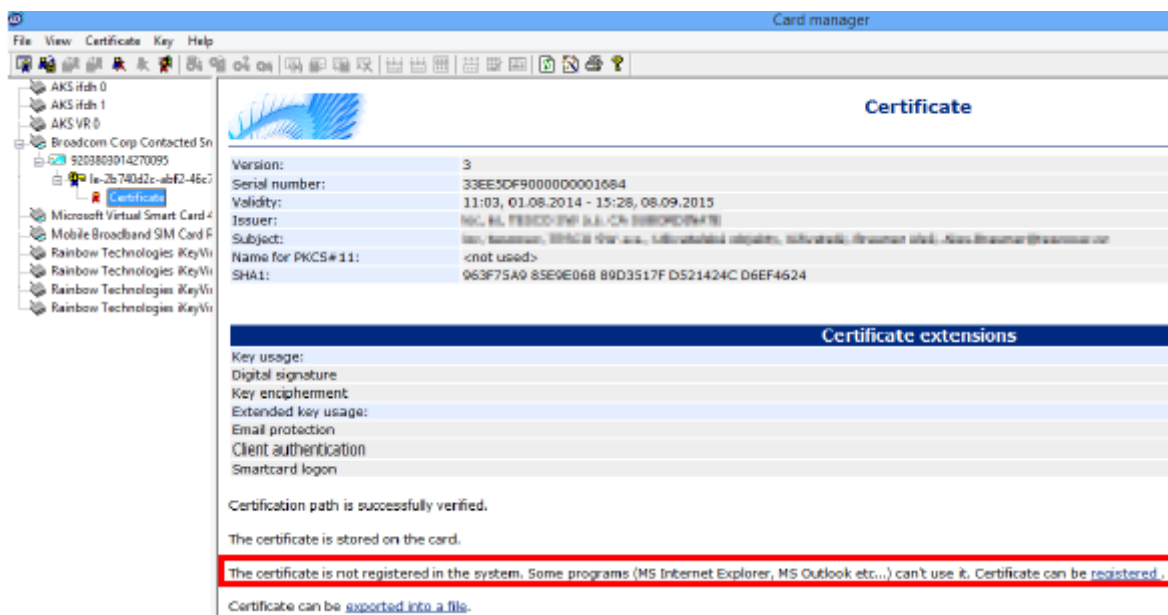 Card manager
File View Certificate Key Help
AKS ifdh 0
AKS ifdh 1
AKS VR 0
Broadcom Corp Contacted Sn
9203803014270095
le-2b740d2c-abf2-46c7
Certificate
Microsoft Virtual Smart Card
Mobile Broadband SIM Card F
Rainbow Technologies iKeyVi
Rainbow Technologies iKeyVi
Rainbow Technologies iKeyVi
Rainbow Technologies iKeyVi
Certificate
Version: 3
Serial number: 33EE5DF9000000001684
Validity: 11:03, 01.08.2014 - 15:28, 08.09.2015
Issuer:
Subject:
Name for PKCS#11: <not used>
SHA1: 963F75A9 85E9E068 89D3517F D521424C D6EF4624
Certificate extensions
Key usage:
Digital signature
Key encipherment
Extended key usage:
Email protection
Client authentication
Smartcard logon
Certification path is successfully verified.
The certificate is stored on the card.
The certificate is not registered in the system. Some programs (MS Internet Explorer, MS Outlook etc...) can't use it. Certificate can be registered.
Certificate can be exported into a file.